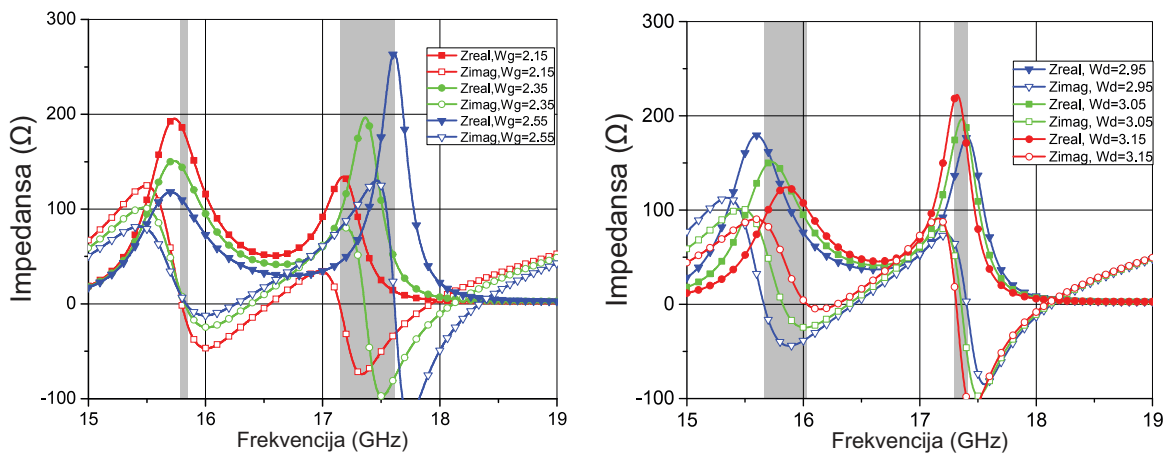 300
200
100
0
-100
15
16
17
18
19
Impedansa (Ω)
Frekvencija (GHz)
Zreal,Wg=2.15
Zimag,Wg=2.15
Zreal,Wg=2.35
Zimag,Wg=2.35
Zreal,Wg=2.55
Zimag,Wg=2.55
300
200
100
0
-100
15
16
17
18
19
Impedansa (Ω)
Frekvencija (GHz)
Zreal, Wd=2.95
Zimag, Wd=2.95
Zreal, Wd=3.05
Zimag, Wd=3.05
Zreal, Wd=3.15
Zimag, Wd=3.15